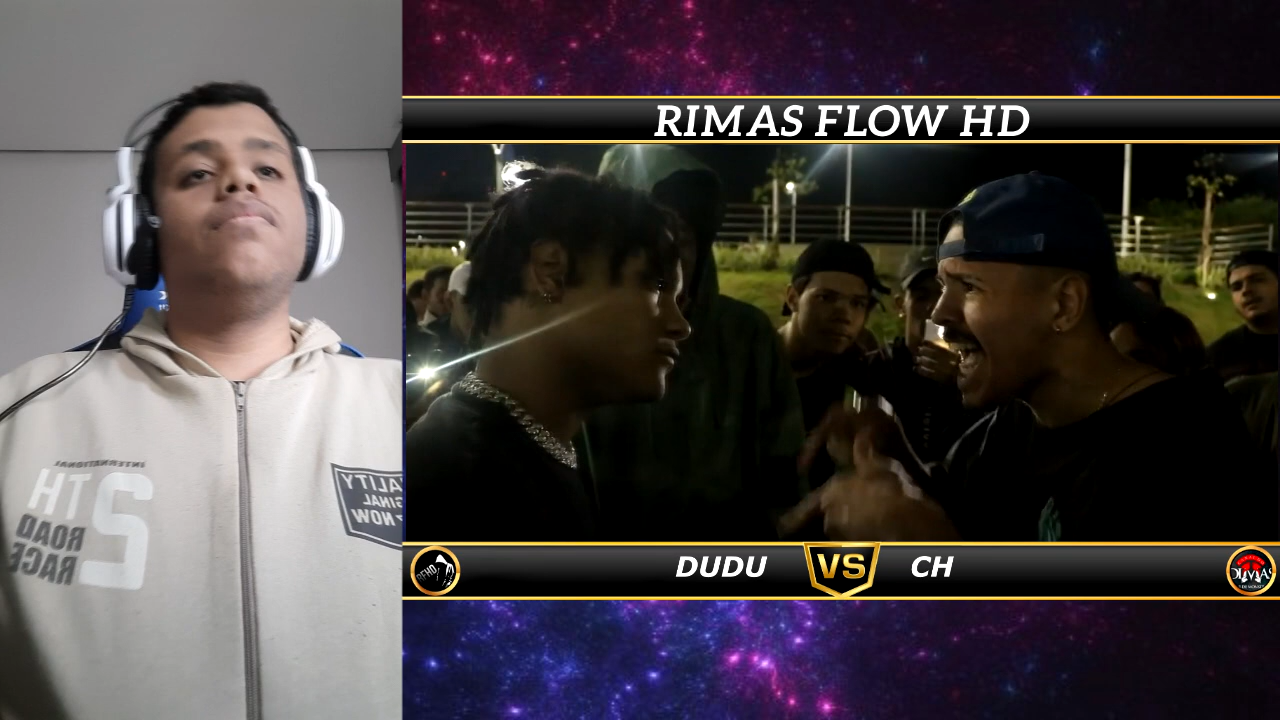 RIMAS FLOW HD
INTERNATIONAL
2TH
ROAD
RACE
DUDU VS CH